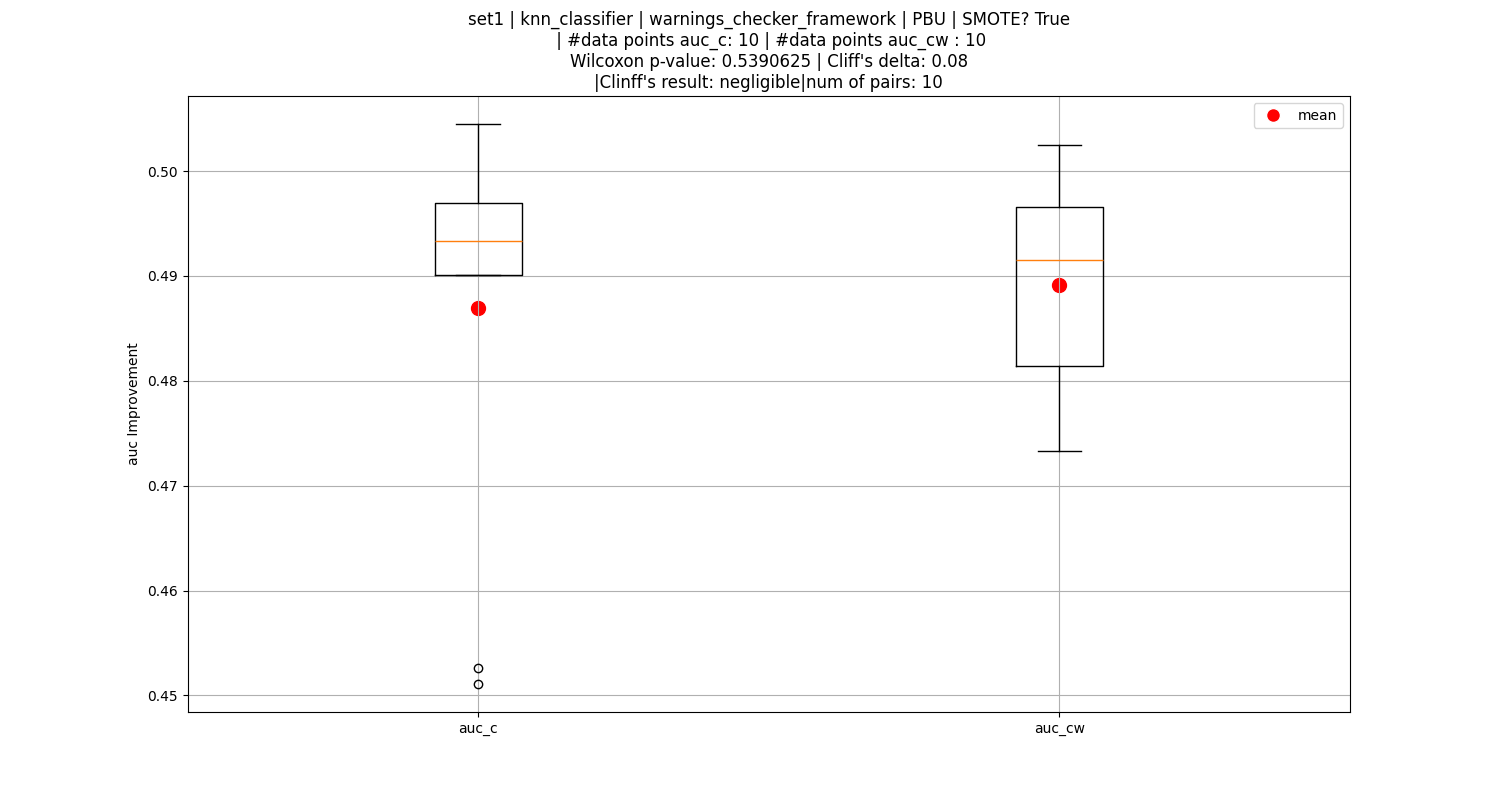 set1 | knn_classifier | warnings_checker_framework | PBU | SMOTE? True
| #data points auc_c: 10 | #data points auc_cw : 10
Wilcoxon p-value: 0.5390625 | Cliff's delta: 0.08
|Clinff's result: negligible|num of pairs: 10
mean
0.50
0.49
0.48
0.47
0.46
0.45
auc Improvement
auc_c
auc_cw